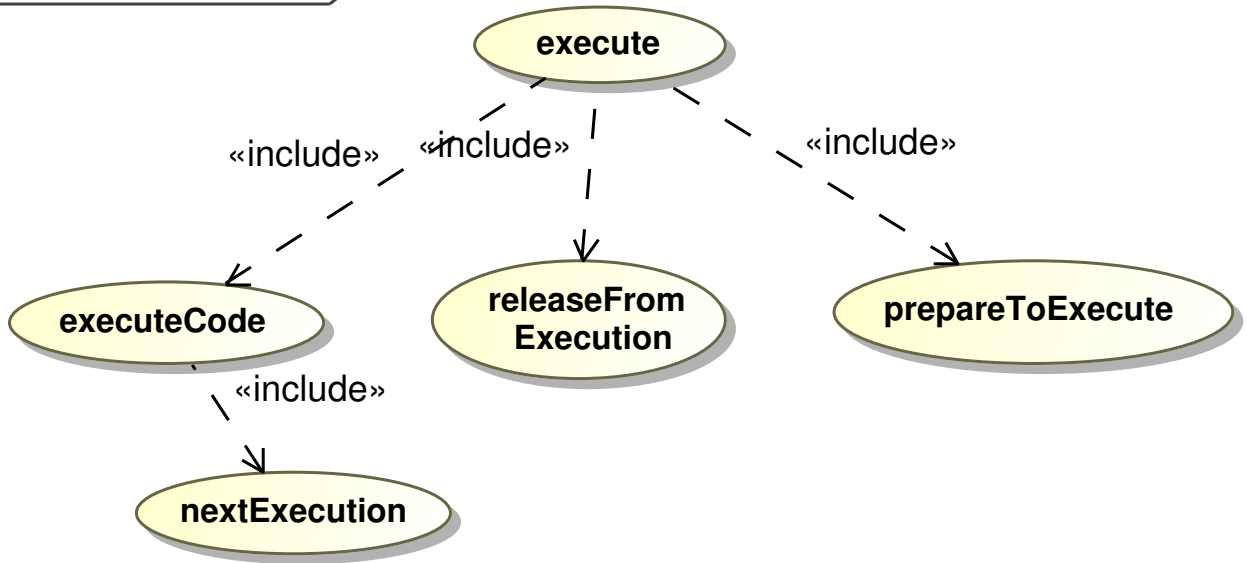 execute
«include»
«include»
«include»
executeCode
releaseFrom
Execution
prepareToExecute
«include»
nextExecution